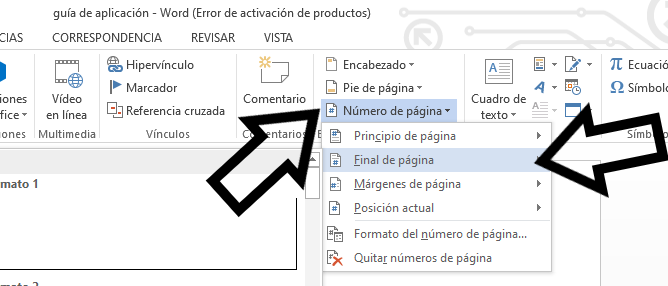 guía de aplicación - Word (Error de activación de productos)
CIAS CORRESPONDENCIA REVISAR VISTA
Hipervínculo
Marcador
Referencia cruzada
Vínculos
iones
ffice
Vídeo
en línea
Multimedia
Comentario
Comentarios
Encabezado
Pie de página
Número de página
Principio de página
Final de página
Márgenes de página
Posición actual
Formato del número de página...
Quitar números de página
Cuadro de
texto
π Ecuació
Ω Símbolo
Símbo
rmato 1